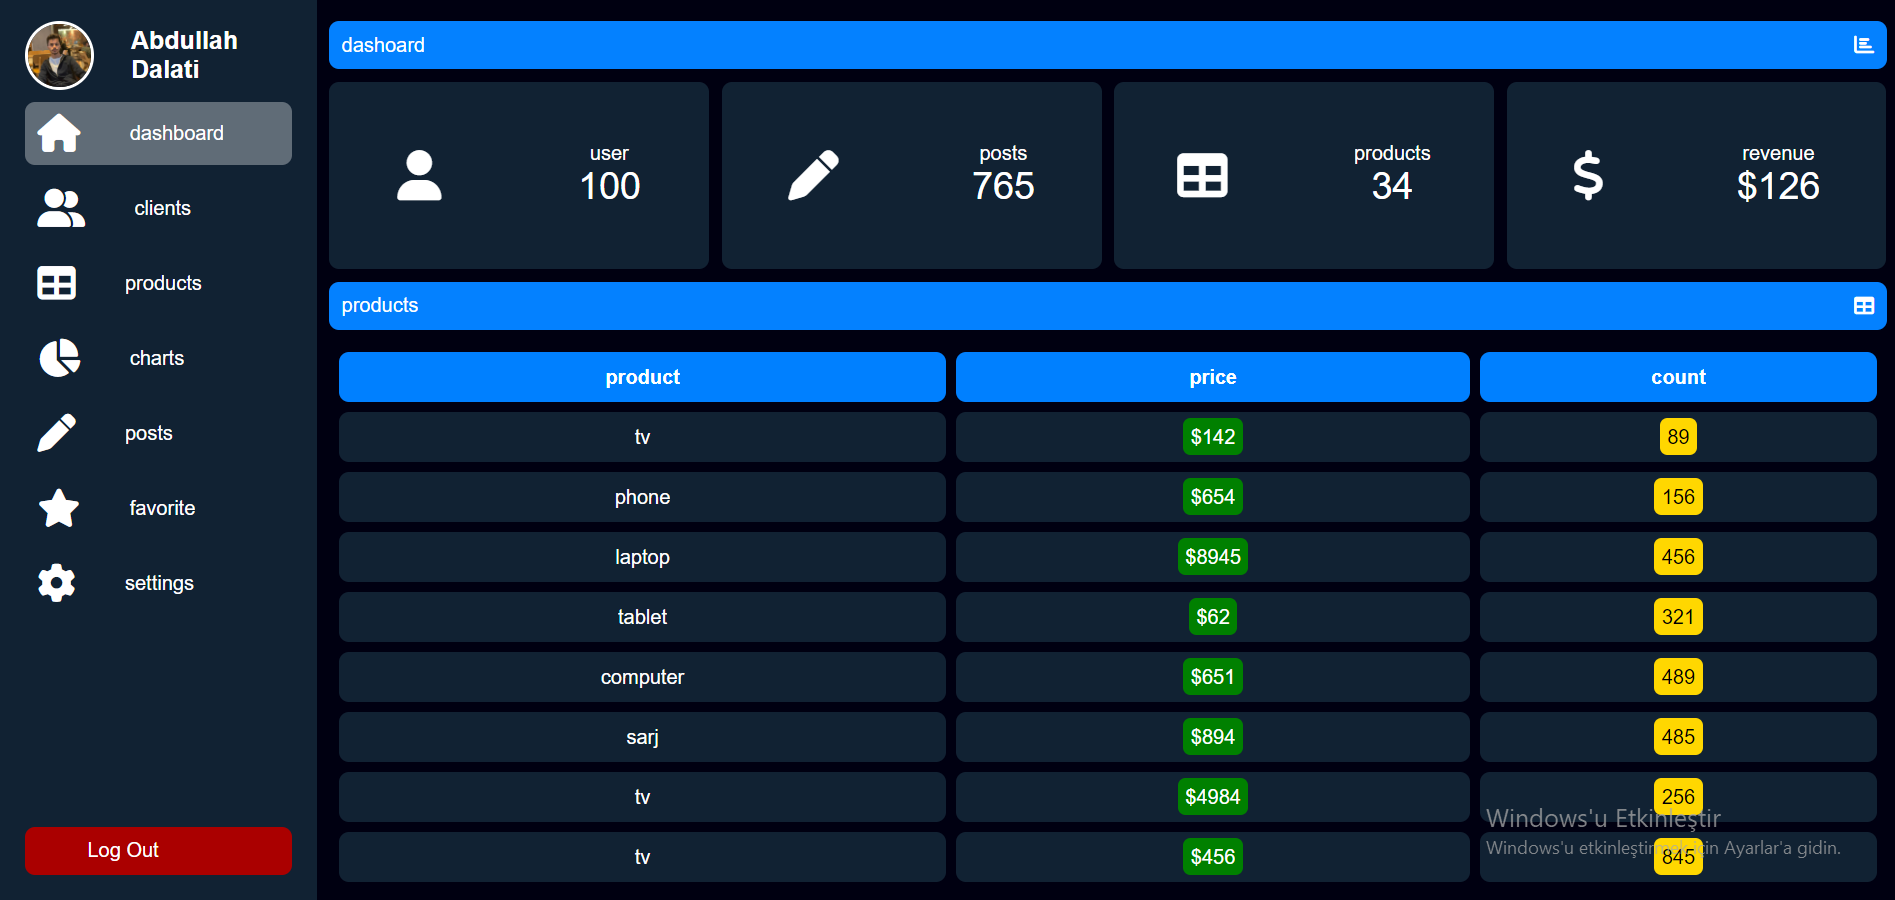 Abdullah
Dalati
dashboard
clients
products
charts
posts
favorite
settings
Log Out
dashoard
user
100
posts
765
products
34
revenue
$126
products
product price count
tv $142 89
phone $654 156
laptop $8945 456
tablet $62 321
computer $651 489
sarj $894 485
tv $4984 256
tv $456 845
Windows'u Etkinleştir
Windows'u etkinleştirmek için Ayarlar'a gidin.